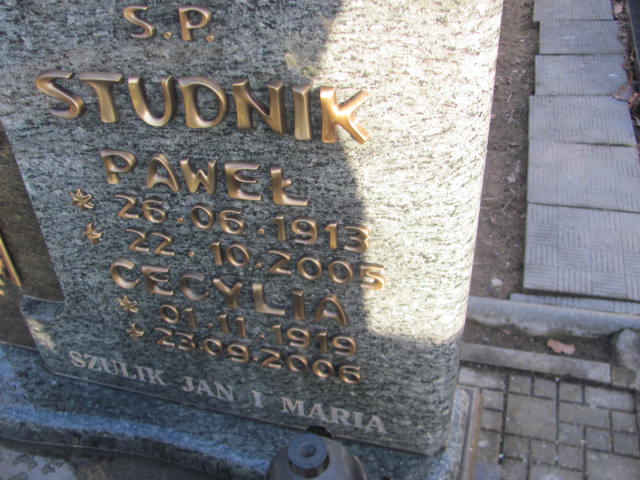 S.P.
STUDNIK
PAWEŁ
* 26.06.1913
* 22.10.2005
CECYLIA
* 01.11.1919
* 23.09.2006
SZULIK JAN I MARIA